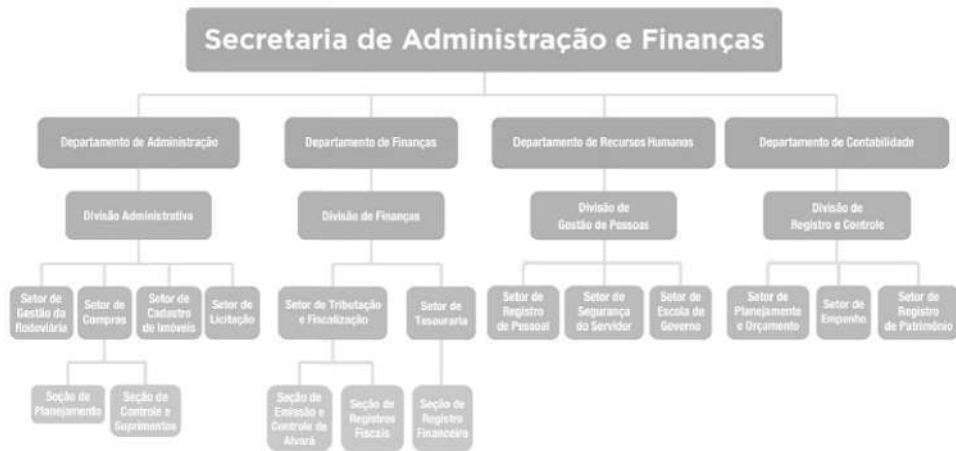 Secretaria de Administração e Finanças
Departamento de Administração
Departamento de Finanças
Departamento de Recursos Humanos
Departamento de Contabilidade
Divisão Administrativa
Divisão de Finanças
Divisão de
Gestão de Pessoas
Divisão de
Registro e Controle
Setor de
Gestão da
Rodoviária
Setor de
Compras
Setor de
Cadastro
de Imóveis
Setor de
Licitação
Setor de Tributação
e Fiscalização
Setor de
Tesouraria
Setor de
Registro
de Pessoal
Setor de
Segurança
do Servidor
Setor de
Escola de
Governo
Setor de
Planejamento
e Orçamento
Setor de
Empenho
Setor de
Registro
de Patrimônio
Seção de
Planejamento
Seção de
Controle e
Suprimentos
Seção de
Emissão e
Controle de
Alvará
Seção de
Registros
Fiscais
Seção de
Registro
Financeiro